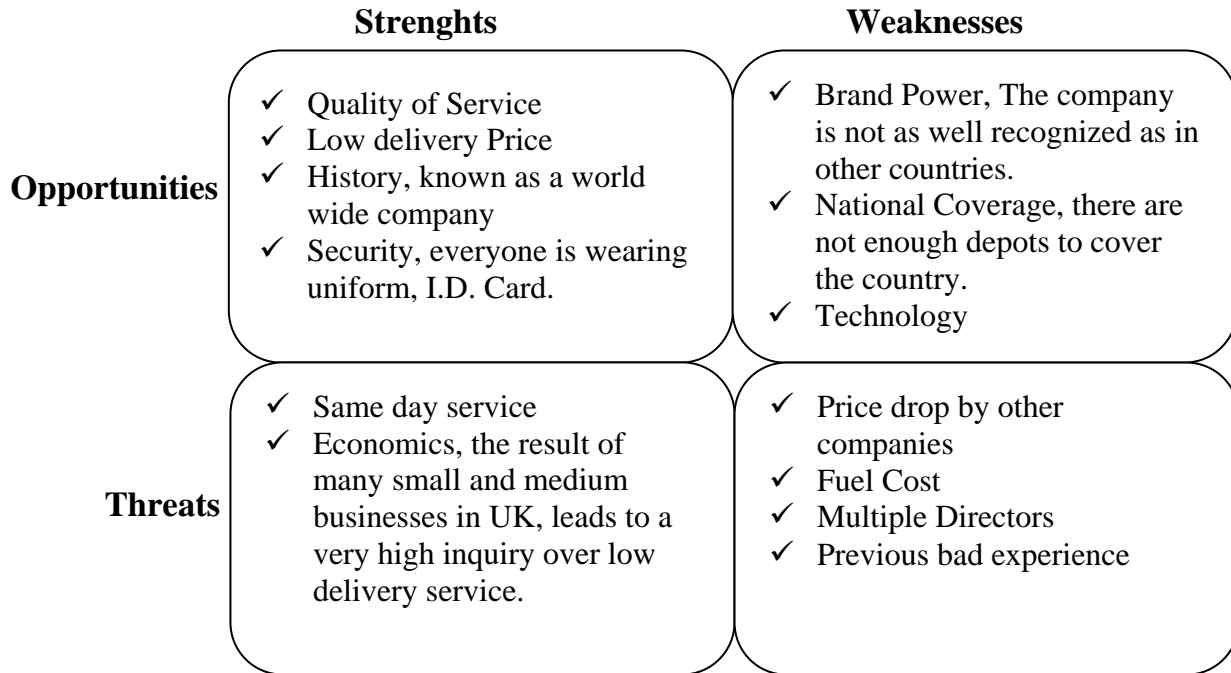 Strenghts
Weaknesses
Opportunities
✓ Quality of Service
✓ Low delivery Price
✓ History, known as a world
wide company
✓ Security, everyone is wearing
uniform, I.D. Card.
✓ Brand Power, The company
is not as well recognized as in
other countries.
✓ National Coverage, there are
not enough depots to cover
the country.
✓ Technology
Threats
✓ Same day service
✓ Economics, the result of
many small and medium
businesses in UK, leads to a
very high inquiry over low
delivery service.
✓ Price drop by other
companies
✓ Fuel Cost
✓ Multiple Directors
✓ Previous bad experience